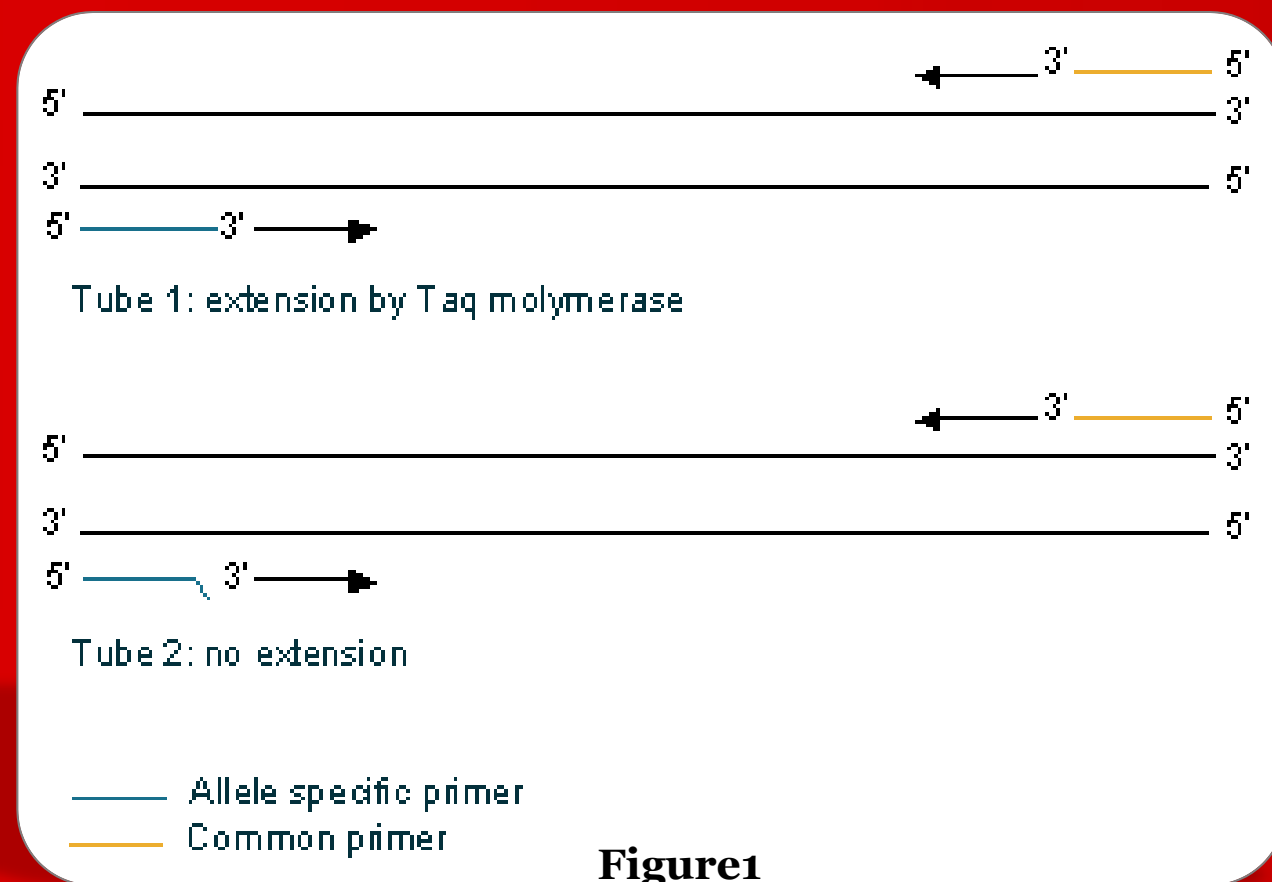 3' 5'
5' 3'
3' 5'
5' 3'
Tube 1: extension by Taq molymerase
3' 5'
5' 3'
3' 5'
5' 3'
Tube 2: no extension
Allele specific primer
Common primer
Figure1